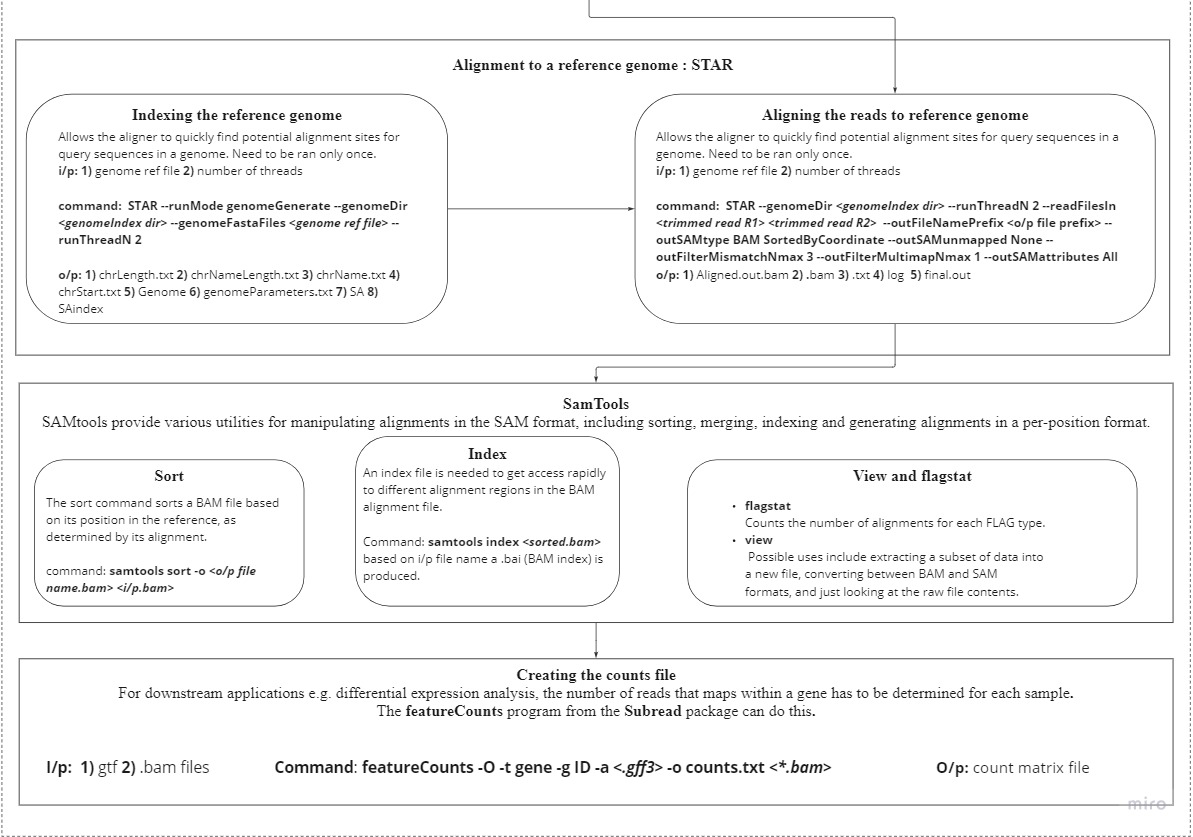 Alignment to a reference genome : STAR
Indexing the reference genome
Allows the aligner to quickly find potential alignment sites for
query sequences in a genome. Need to be ran only once.
i/p: 1) genome ref file 2) number of threads
command:  STAR --runMode genomeGenerate --genomeDir
<genomeIndex dir> --genomeFastaFiles <genome ref file> --
runThreadN 2
o/p: 1) chrLength.txt 2) chrNameLength.txt 3) chrName.txt 4)
chrStart.txt 5) Genome 6) genomeParameters.txt 7) SA 8)
SAindex
Aligning the reads to reference genome
Allows the aligner to quickly find potential alignment sites for query sequences in a
genome. Need to be ran only once.
i/p: 1) genome ref file 2) number of threads
command:  STAR --genomeDir <genomeIndex dir> --runThreadN 2 --readFilesIn
<trimmed read R1> <trimmed read R2>  --outFileNamePrefix <o/p file prefix> --
outSAMtype BAM SortedByCoordinate --outSAMunmapped None --
outFilterMismatchNmax 3 --outFilterMultimapNmax 1 --outSAMattributes All
o/p: 1) Aligned.out.bam 2) .bam 3) .txt 4) log  5) final.out
SamTools
SAMtools provide various utilities for manipulating alignments in the SAM format, including sorting, merging, indexing and generating alignments in a per-position format.
Sort
The sort command sorts a BAM file based
on its position in the reference, as
determined by its alignment.
command: samtools sort -o <o/p file
name.bam> <i/p.bam>
Index
An index file is needed to get access rapidly
to different alignment regions in the BAM
alignment file.
Command: samtools index <sorted.bam>
based on i/p file name a .bai (BAM index) is
produced.
View and flagstat
• flagstat
Counts the number of alignments for each FLAG type.
• view
Possible uses include extracting a subset of data into
a new file, converting between BAM and SAM
formats, and just looking at the raw file contents.
Creating the counts file
For downstream applications e.g. differential expression analysis, the number of reads that maps within a gene has to be determined for each sample.
The featureCounts program from the Subread package can do this.
I/p:  1) gtf 2) .bam files
Command: featureCounts -O -t gene -g ID -a <.gff3> -o counts.txt <*.bam>
O/p: count matrix file
miro